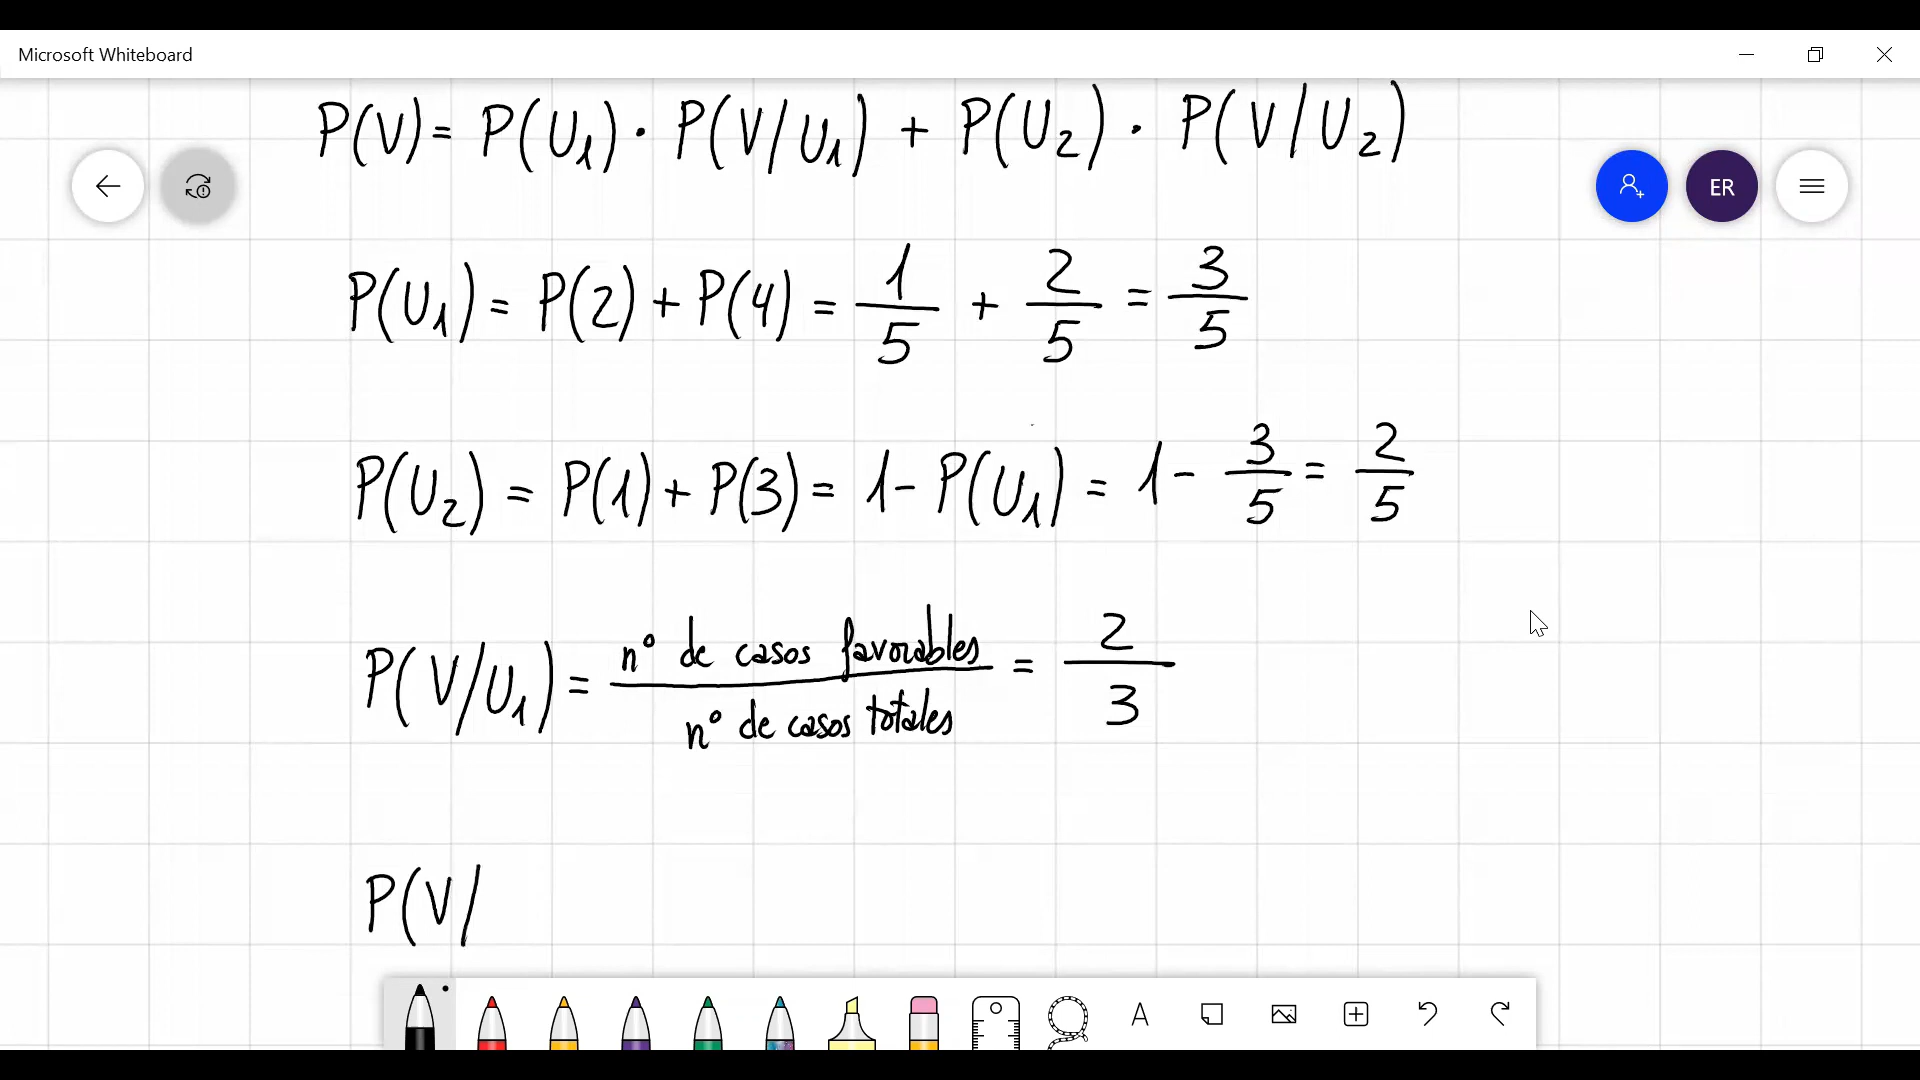 Microsoft Whiteboard
P(V) = P(U₁) · P(V/U₁) + P(U₂) · P(V/U₂)
ER
P(U₁) = P(2) + P(4) = 1/5 + 2/5 = 3/5
P(U₂) = P(1) + P(3) = 1 - P(U₁) = 1 - 3/5 = 2/5
P(V/U₁) = nº de casos favorables / nº de casos totales = 2/3
P(V/
A